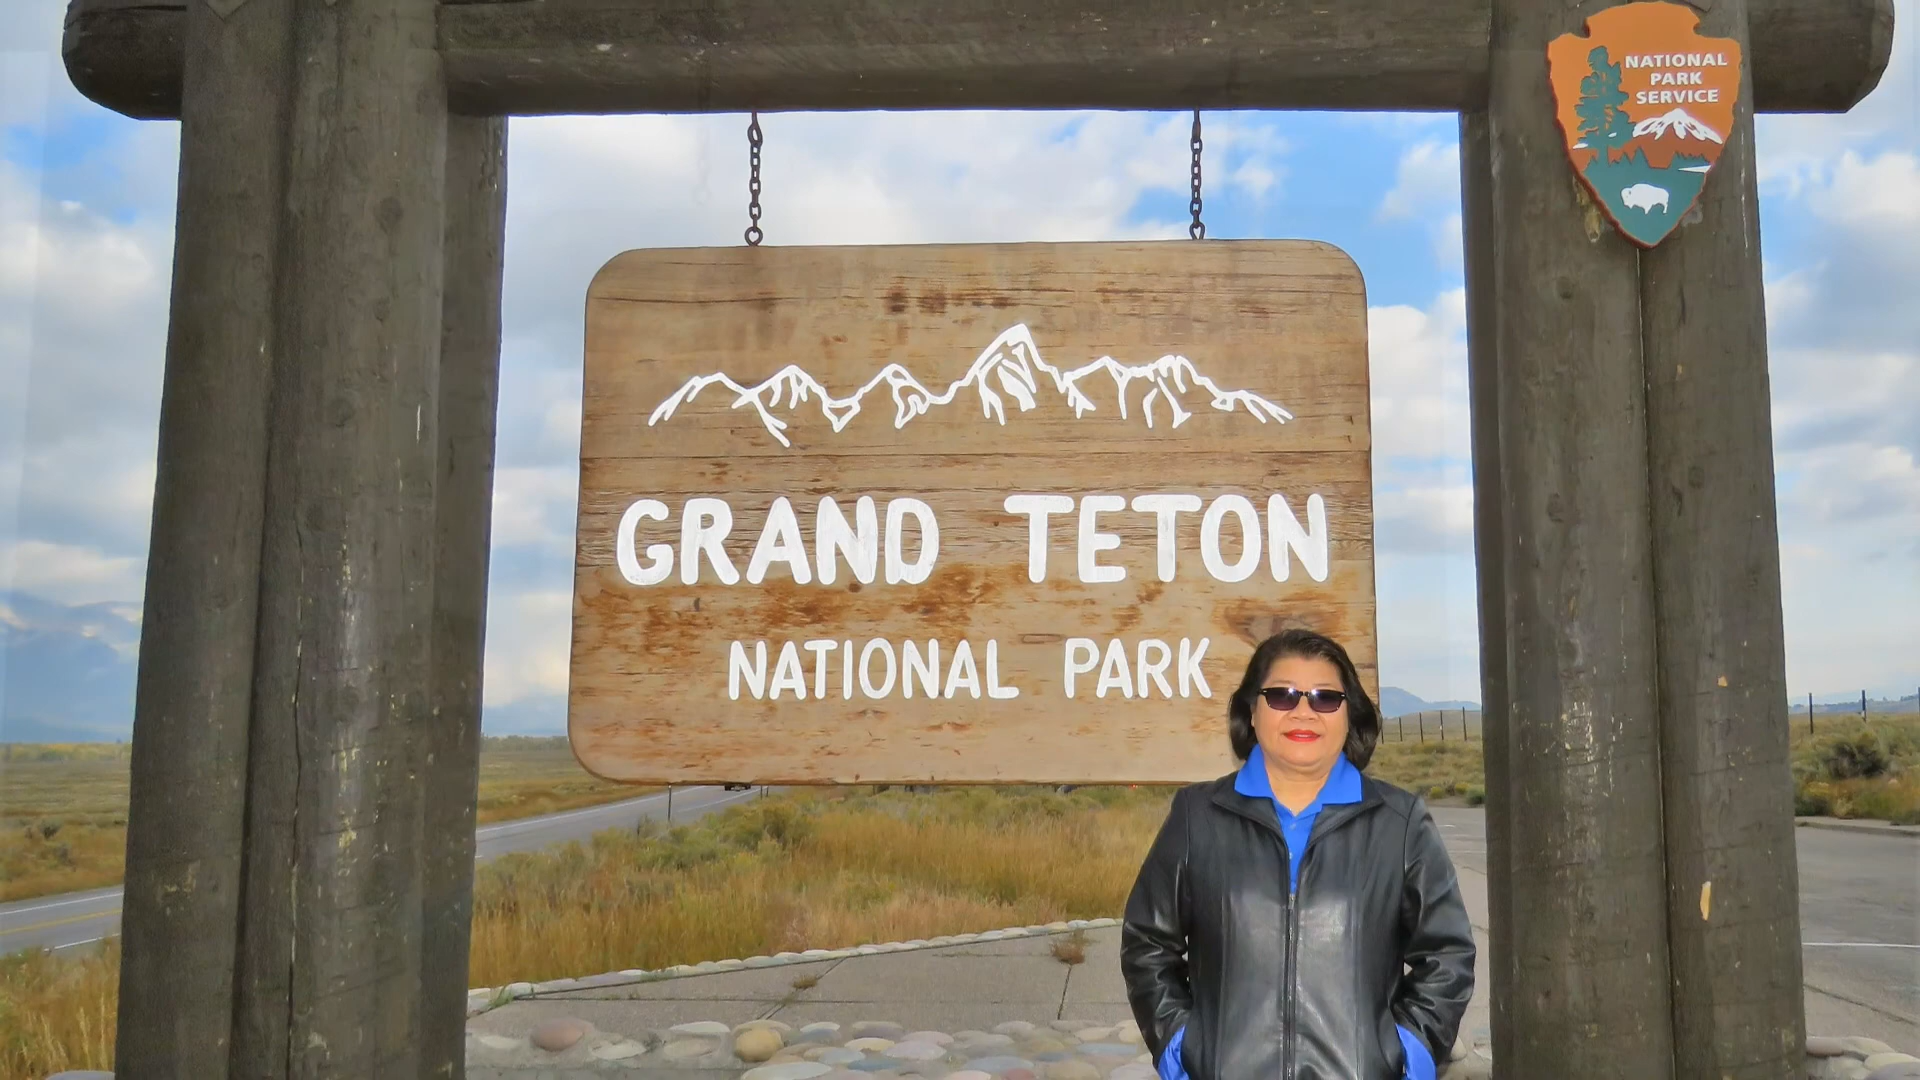 NATIONAL
PARK
SERVICE
GRAND TETON
NATIONAL PARK